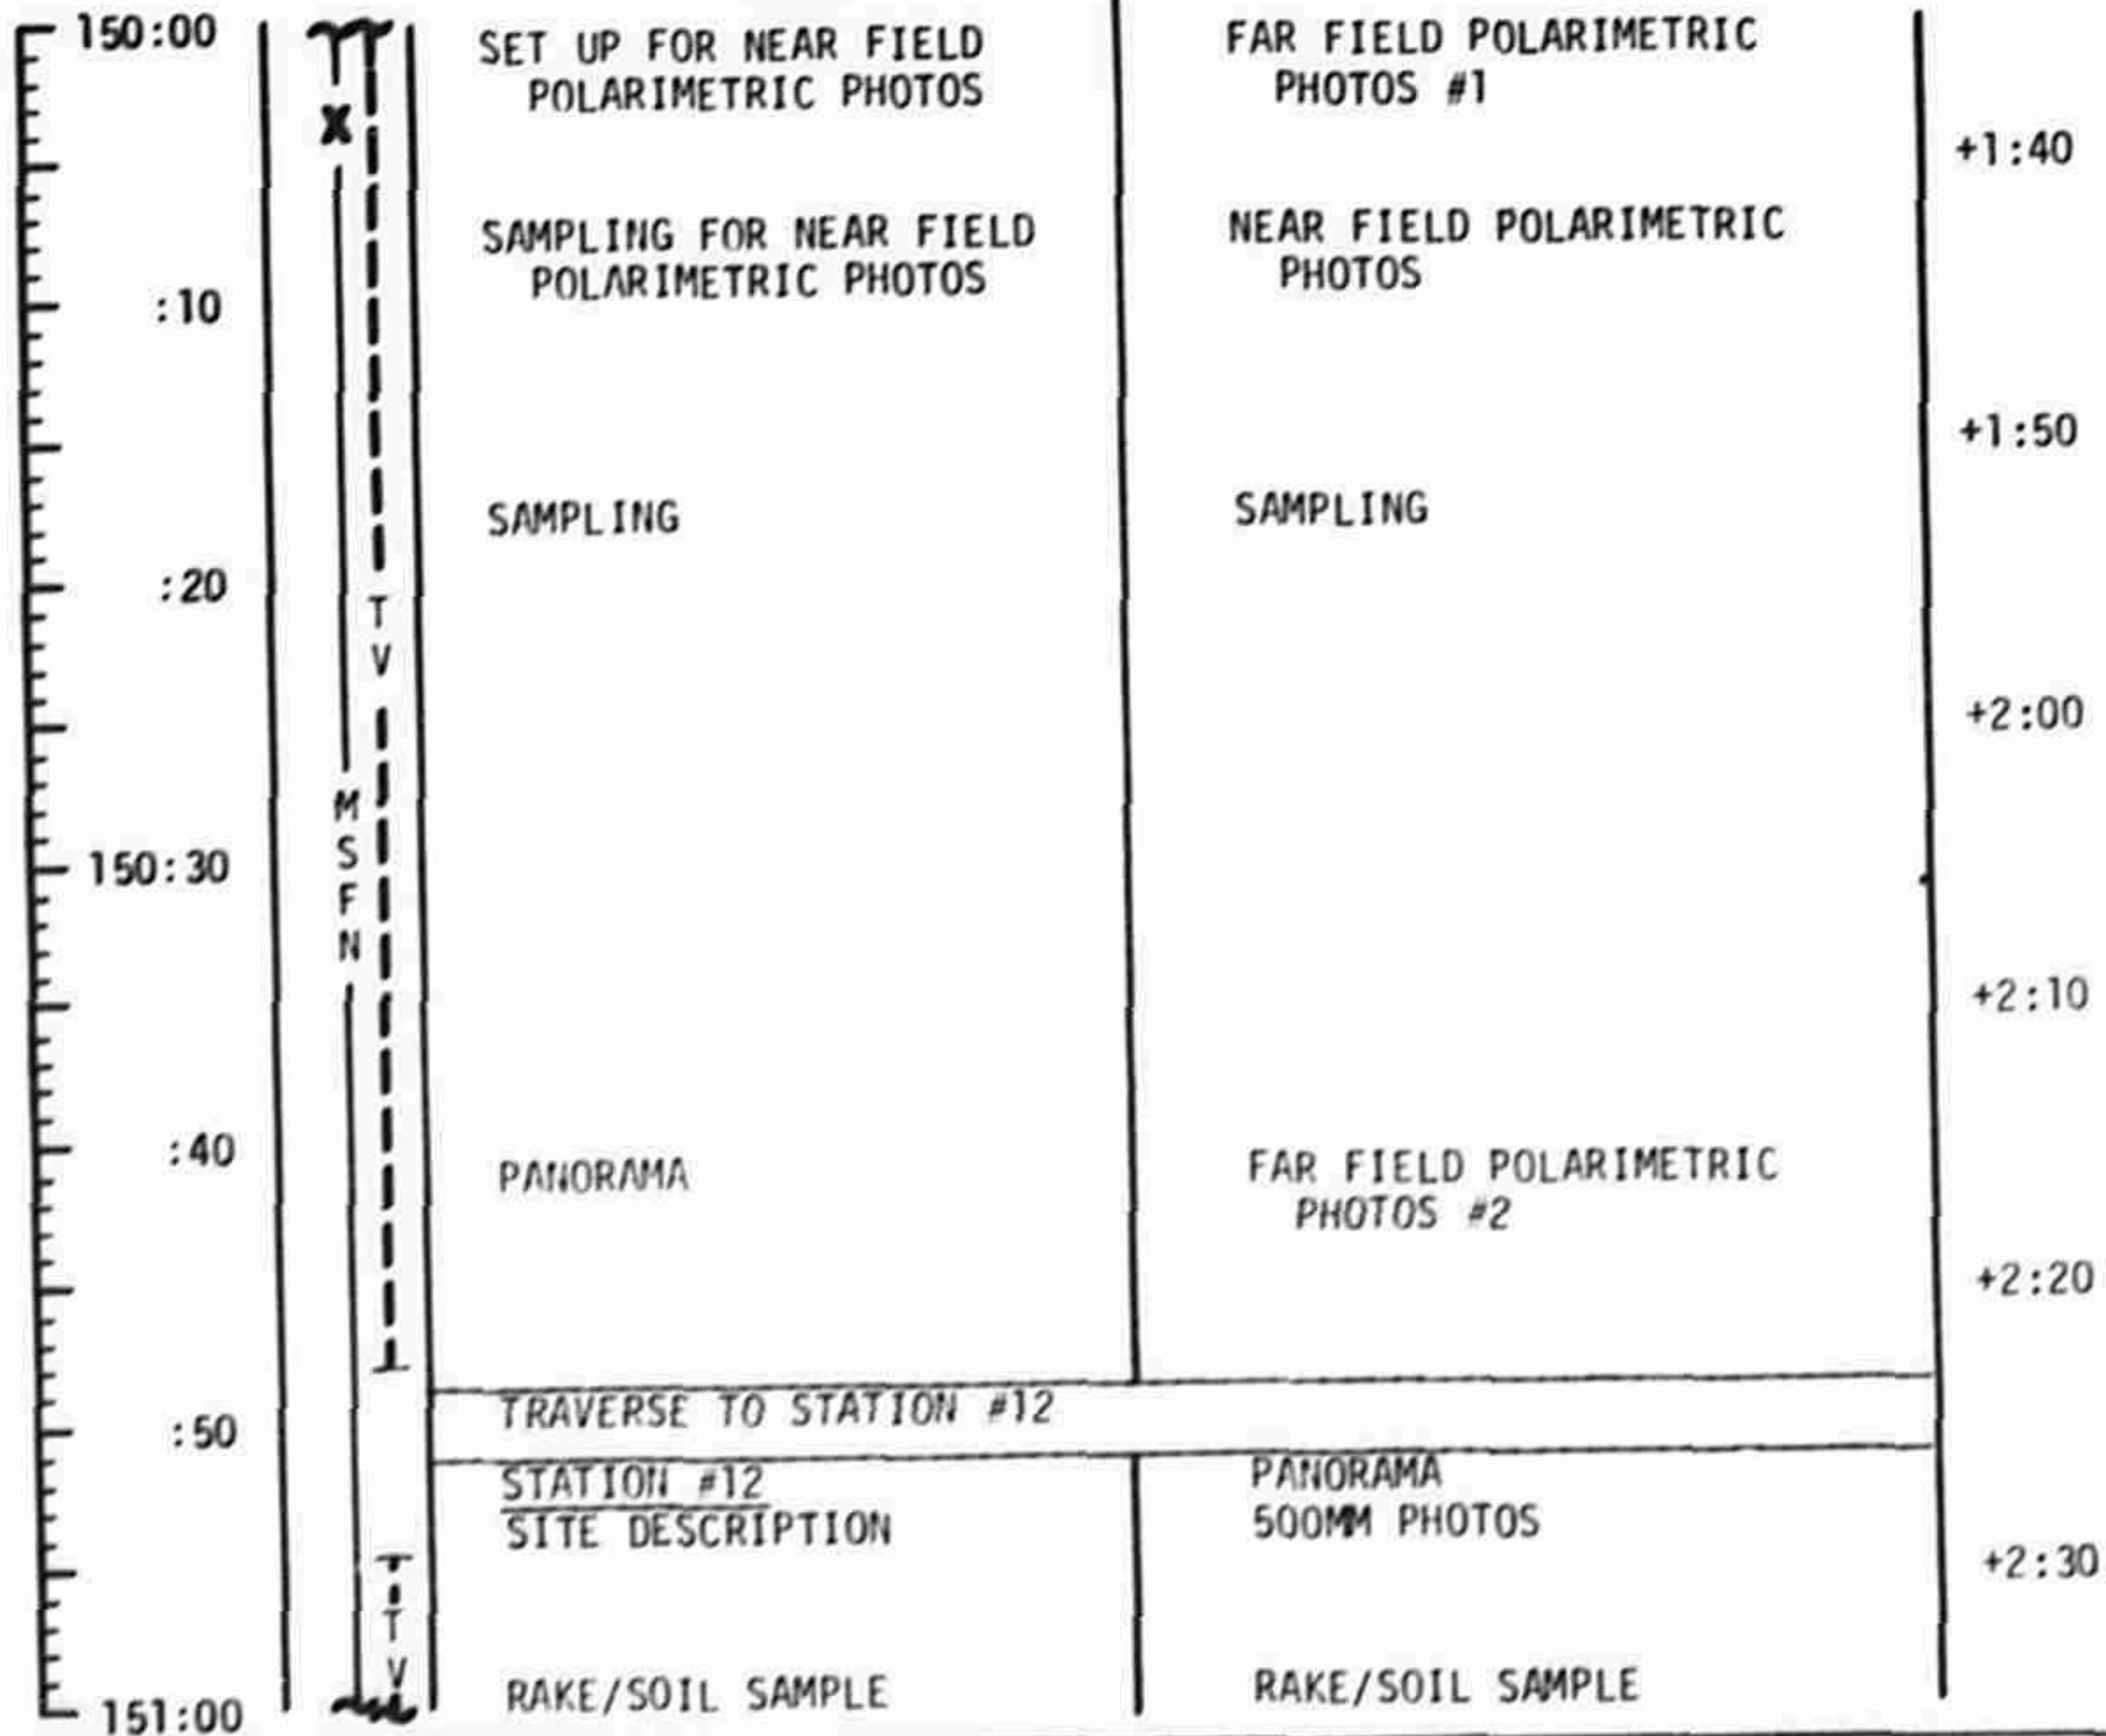 150:00
:10
:20
150:30
:40
:50
151:00
X
MSFN
TV
TV
SET UP FOR NEAR FIELD
POLARIMETRIC PHOTOS
SAMPLING FOR NEAR FIELD
POLARIMETRIC PHOTOS
SAMPLING
PANORAMA
FAR FIELD POLARIMETRIC
PHOTOS #1
NEAR FIELD POLARIMETRIC
PHOTOS
SAMPLING
FAR FIELD POLARIMETRIC
PHOTOS #2
TRAVERSE TO STATION #12
STATION #12
SITE DESCRIPTION
RAKE/SOIL SAMPLE
PANORAMA
500MM PHOTOS
RAKE/SOIL SAMPLE
+1:40
+1:50
+2:00
+2:10
+2:20
+2:30